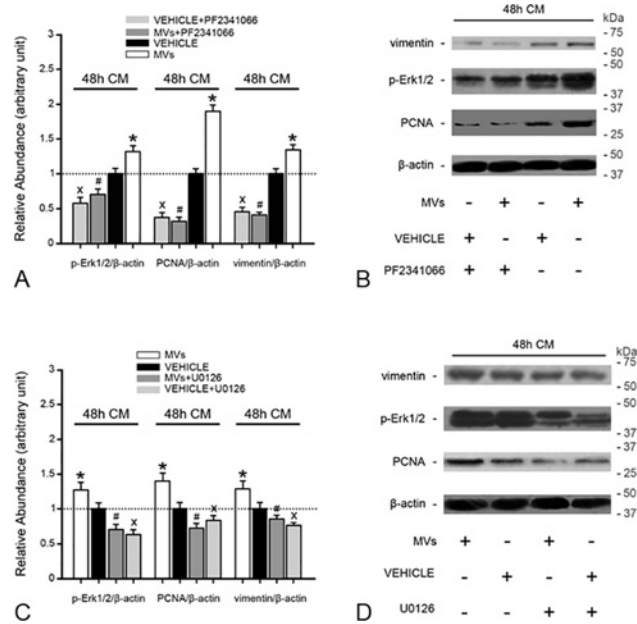 VEHICLE+PF2341066
MVs+PF2341066
VEHICLE
MVs
48h CM 48h CM 48h CM
Relative Abundance (arbitrary unit)
3
2.5
2
1.5
1
0.5
0
* * *
x # x # x #
p-Erk1/2/β-actin PCNA/β-actin vimentin/β-actin
A
48h CM
kDa
vimentin -
- 75
- 50
p-Erk1/2 -
- 50
- 37
PCNA -
- 50
- 25
β-actin -
- 50
- 37
MVs - + - +
VEHICLE + - + -
PF2341066 + + - -
B
MVs
VEHICLE
MVs+U0126
VEHICLE+U0126
48h CM 48h CM 48h CM
Relative Abundance (arbitrary unit)
3
2.5
2
1.5
1
0.5
0
* # x * # x * # x
p-Erk1/2/β-actin PCNA/β-actin vimentin/β-actin
C
48h CM
kDa
vimentin -
- 75
- 50
p-Erk1/2 -
- 50
- 37
PCNA -
- 37
- 25
β-actin -
- 50
- 37
MVs + - + -
VEHICLE - + - +
U0126 - - + +
D